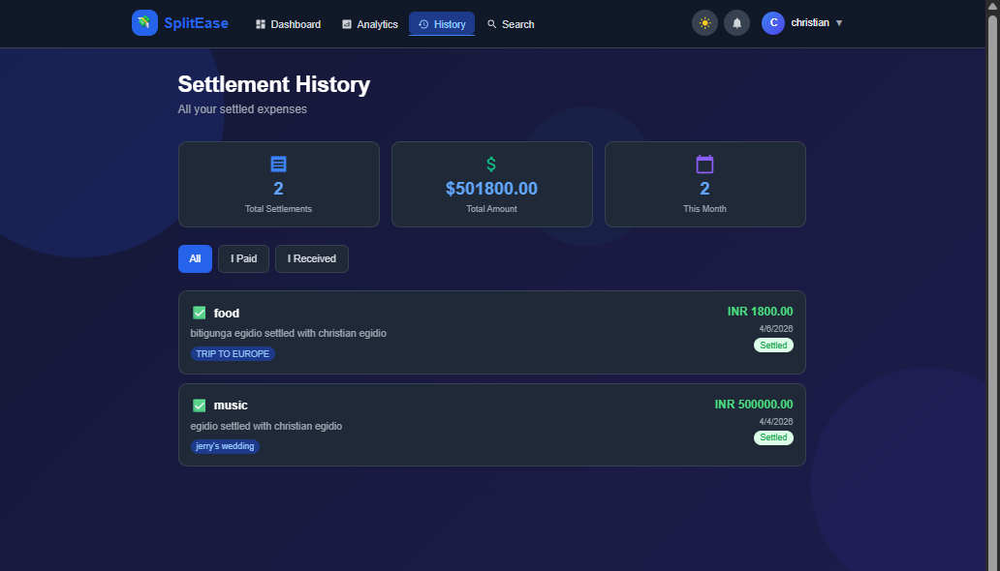 SplitEase Dashboard Analytics History Search C christian ▼
Settlement History
All your settled expenses
2
Total Settlements
$
$501800.00
Total Amount
2
This Month
All I Paid I Received
food
INR 1800.00
bitigunga egidio settled with christian egidio
4/6/2026
TRIP TO EUROPE
Settled
music
INR 500000.00
egidio settled with christian egidio
4/4/2026
jerry's wedding
Settled